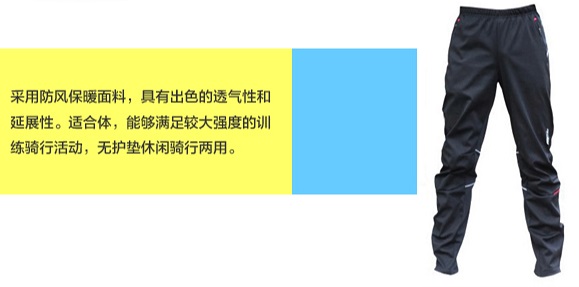 采用防风保暖面料，具有出色的透气性和
延展性。适合体，能够满足较大强度的训
练骑行活动，无护垫休闲骑行两用。